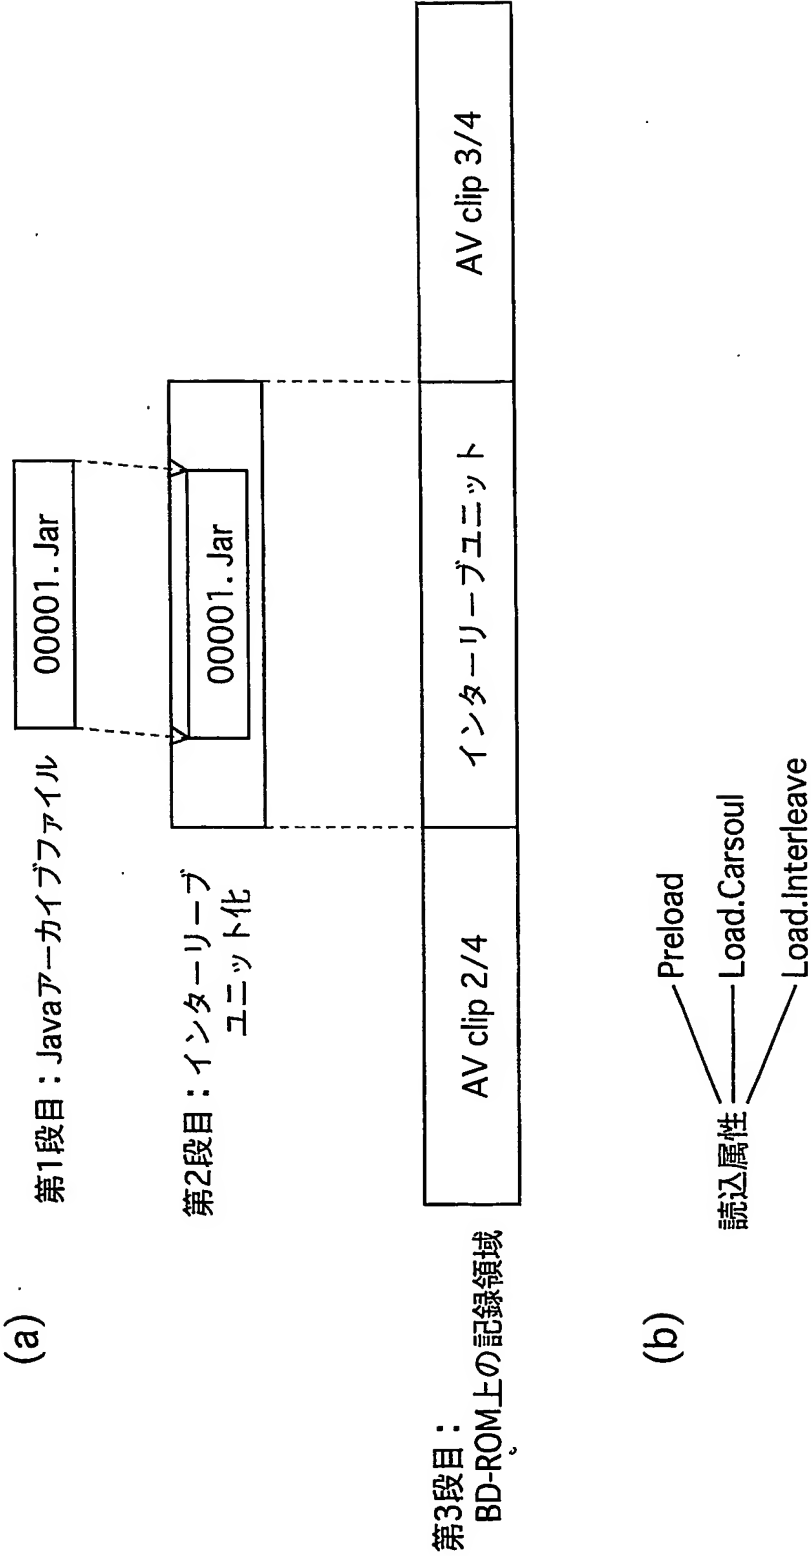 (a)
第1段目：Javaアーカイブファイル
00001.Jar
第2段目：インターリーブ
ユニット化
00001.Jar
第3段目：
BD-ROM上の記録領域
AV clip 2/4
インターリーブユニット
AV clip 3/4
(b)
読込属性
Preload
Load.Carsoul
Load.Interleave